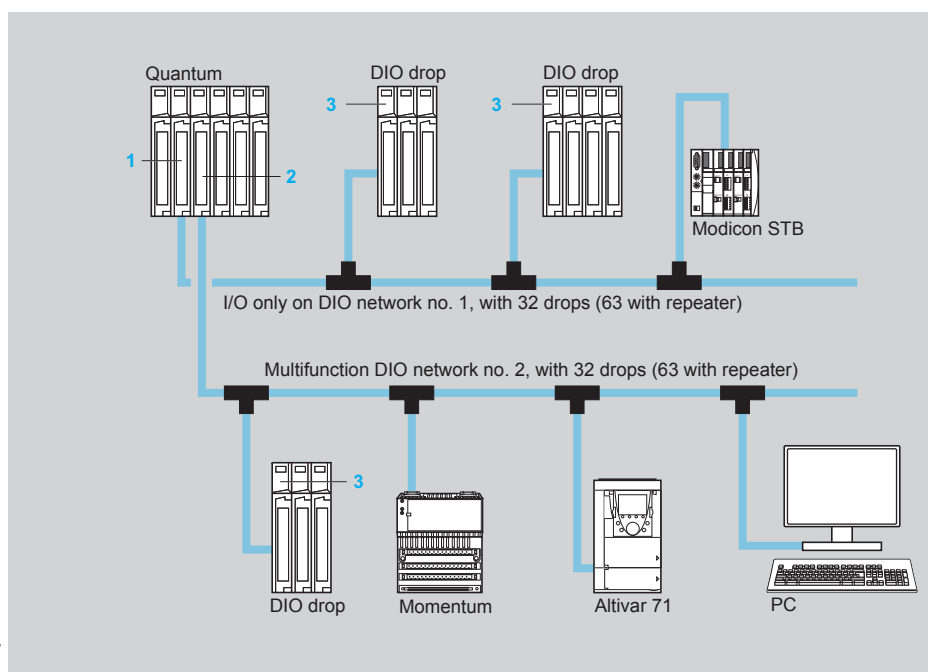 Quantum
DIO drop
DIO drop
3
3
1
2
Modicon STB
I/O only on DIO network no. 1, with 32 drops (63 with repeater)
Multifunction DIO network no. 2, with 32 drops (63 with repeater)
3
DIO drop
Momentum
Altivar 71
PC